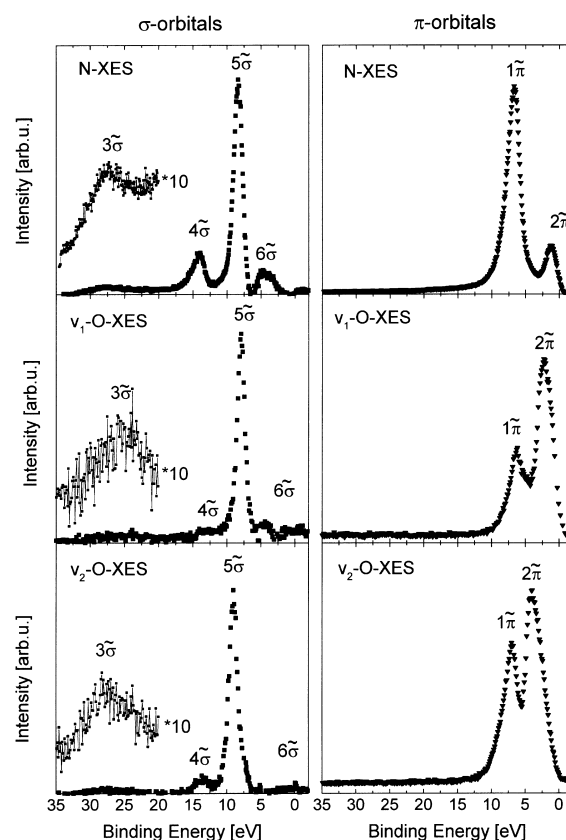 σ-orbitals
π-orbitals
N-XES
5σ̃
3σ̃
*10
4σ̃
6σ̃
Intensity [arb.u.]
N-XES
1π̃
2π̃
v₁-O-XES
5σ̃
3σ̃
*10
4σ̃
6σ̃
Intensity [arb.u.]
v₁-O-XES
2π̃
1π̃
v₂-O-XES
5σ̃
3σ̃
*10
4σ̃
6σ̃
Intensity [arb.u.]
v₂-O-XES
2π̃
1π̃
35 30 25 20 15 10 5 0
35 30 25 20 15 10 5 0
Binding Energy [eV]
Binding Energy [eV]